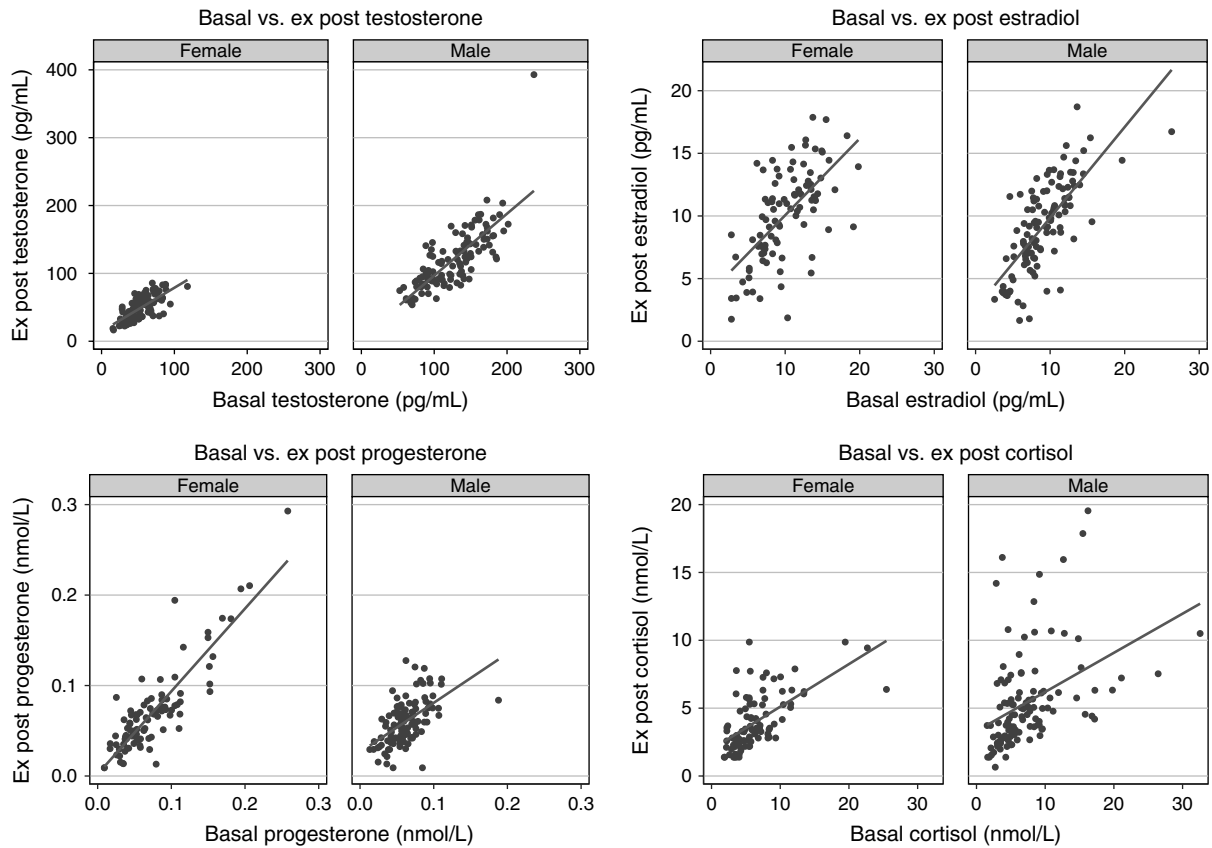 Basal vs. ex post testosterone
Female
Male
Ex post testosterone (pg/mL)
400
300
200
100
0
0
100
200
300
0
100
200
300
Basal testosterone (pg/mL)
Basal vs. ex post estradiol
Female
Male
Ex post estradiol (pg/mL)
20
15
10
5
0
0
10
20
30
0
10
20
30
Basal estradiol (pg/mL)
Basal vs. ex post progesterone
Female
Male
Ex post progesterone (nmol/L)
0.3
0.2
0.1
0.0
0.0
0.1
0.2
0.3
0.0
0.1
0.2
0.3
Basal progesterone (nmol/L)
Basal vs. ex post cortisol
Female
Male
Ex post cortisol (nmol/L)
20
15
10
5
0
0
10
20
30
0
10
20
30
Basal cortisol (nmol/L)